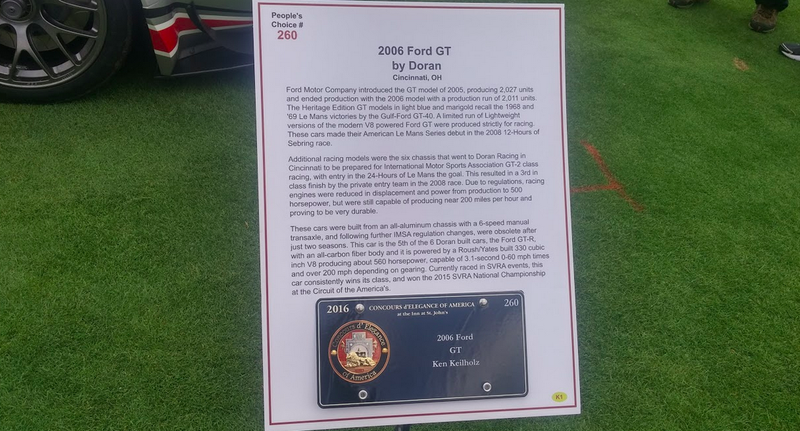 People's
Choice #
260
2006 Ford GT
by Doran
Cincinnati, OH
Ford Motor Company introduced the GT model of 2005, producing 2,027 units
and ended production with the 2006 model with a production run of 2,011 units.
The Heritage Edition GT models in light blue and marigold recall the 1968 and
'69 Le Mans victories by the Gulf-Ford GT-40. A limited run of Lightweight
versions of the modern V8 powered Ford GT were produced strictly for racing.
These cars made their American Le Mans Series debut in the 2008 12-Hours of
Sebring race.
Additional racing models were the six chassis that went to Doran Racing in
Cincinnati to be prepared for International Motor Sports Association GT-2 class
racing, with entry in the 24-Hours of Le Mans the goal. This resulted in a 3rd in
class finish by the private entry team in the 2008 race. Due to regulations, racing
engines were reduced in displacement and power from production to 500
horsepower, but were still capable of producing near 200 miles per hour and
proving to be very durable.
These cars were built from an all-aluminum chassis with a 6-speed manual
transaxle, and following further IMSA regulation changes, were obsolete after
just two seasons. This car is the 5th of the 6 Doran built cars, the Ford GT-R,
with an all-carbon fiber body and it is powered by a Roush/Yates built 330 cubic
inch V8 producing about 560 horsepower, capable of 3.1-second 0-60 mph times
and over 200 mph depending on gearing. Currently raced in SVRA events, this
car consistently wins its class, and won the 2015 SVRA National Championship
at the Circuit of the America's.
2016 CONCOURS d'ELEGANCE OF AMERICA 260
at the Inn at St. John's
Concours d'Elegance
of America
2006 Ford
GT
Ken Keilholz
K1